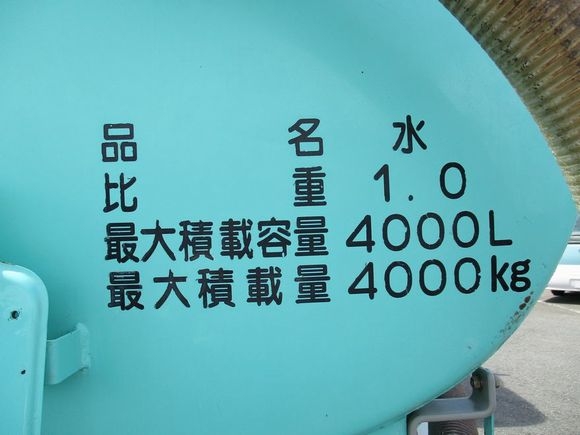 品名 水
比重 1.0
最大積載容量 4000L
最大積載量 4000kg